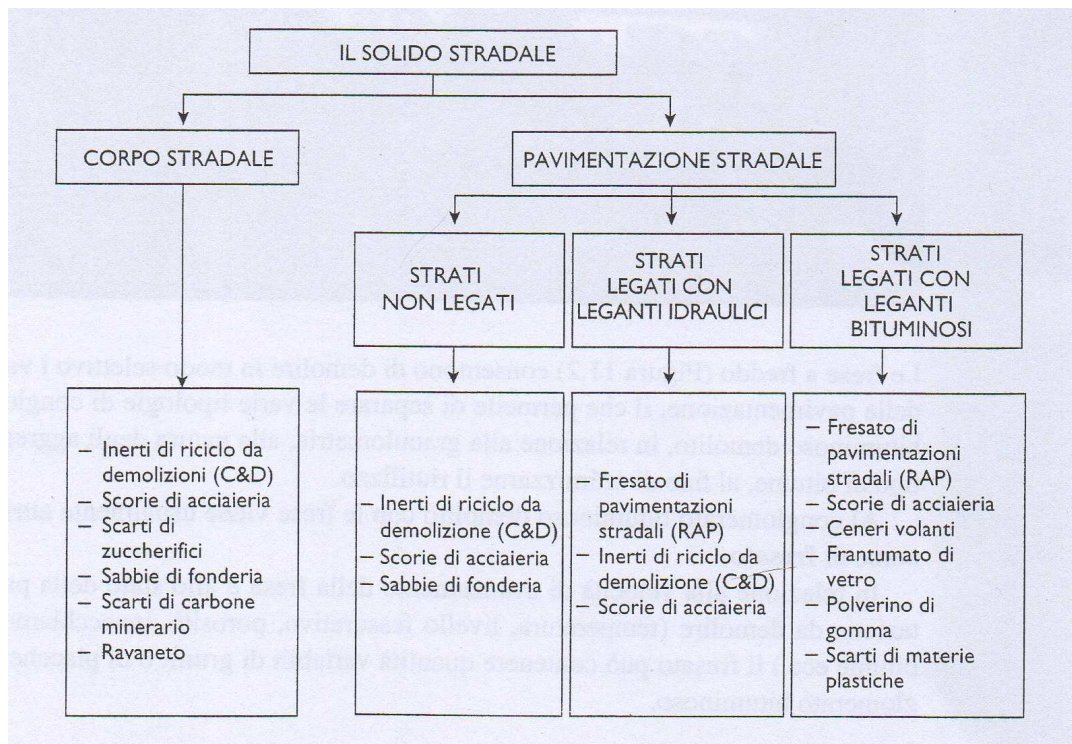 IL SOLIDO STRADALE
CORPO STRADALE
PAVIMENTAZIONE STRADALE
STRATI
NON LEGATI
STRATI
LEGATI CON
LEGANTI IDRAULICI
STRATI
LEGATI CON
LEGANTI
BITUMINOSI
– Inerti di riciclo da
demolizioni (C&D)
– Scorie di acciaieria
– Scarti di
zuccherifici
– Sabbie di fonderia
– Scarti di carbone
minerario
– Ravaneto
– Inerti di riciclo da
demolizione (C&D)
– Scorie di acciaieria
– Sabbie di fonderia
– Fresato di
pavimentazioni
stradali (RAP)
– Inerti di riciclo da
demolizione (C&D)
– Scorie di acciaieria
– Fresato di
pavimentazioni
stradali (RAP)
– Scorie di acciaieria
– Ceneri volanti
– Frantumato di
vetro
– Polverino di
gomma
– Scarti di materie
plastiche